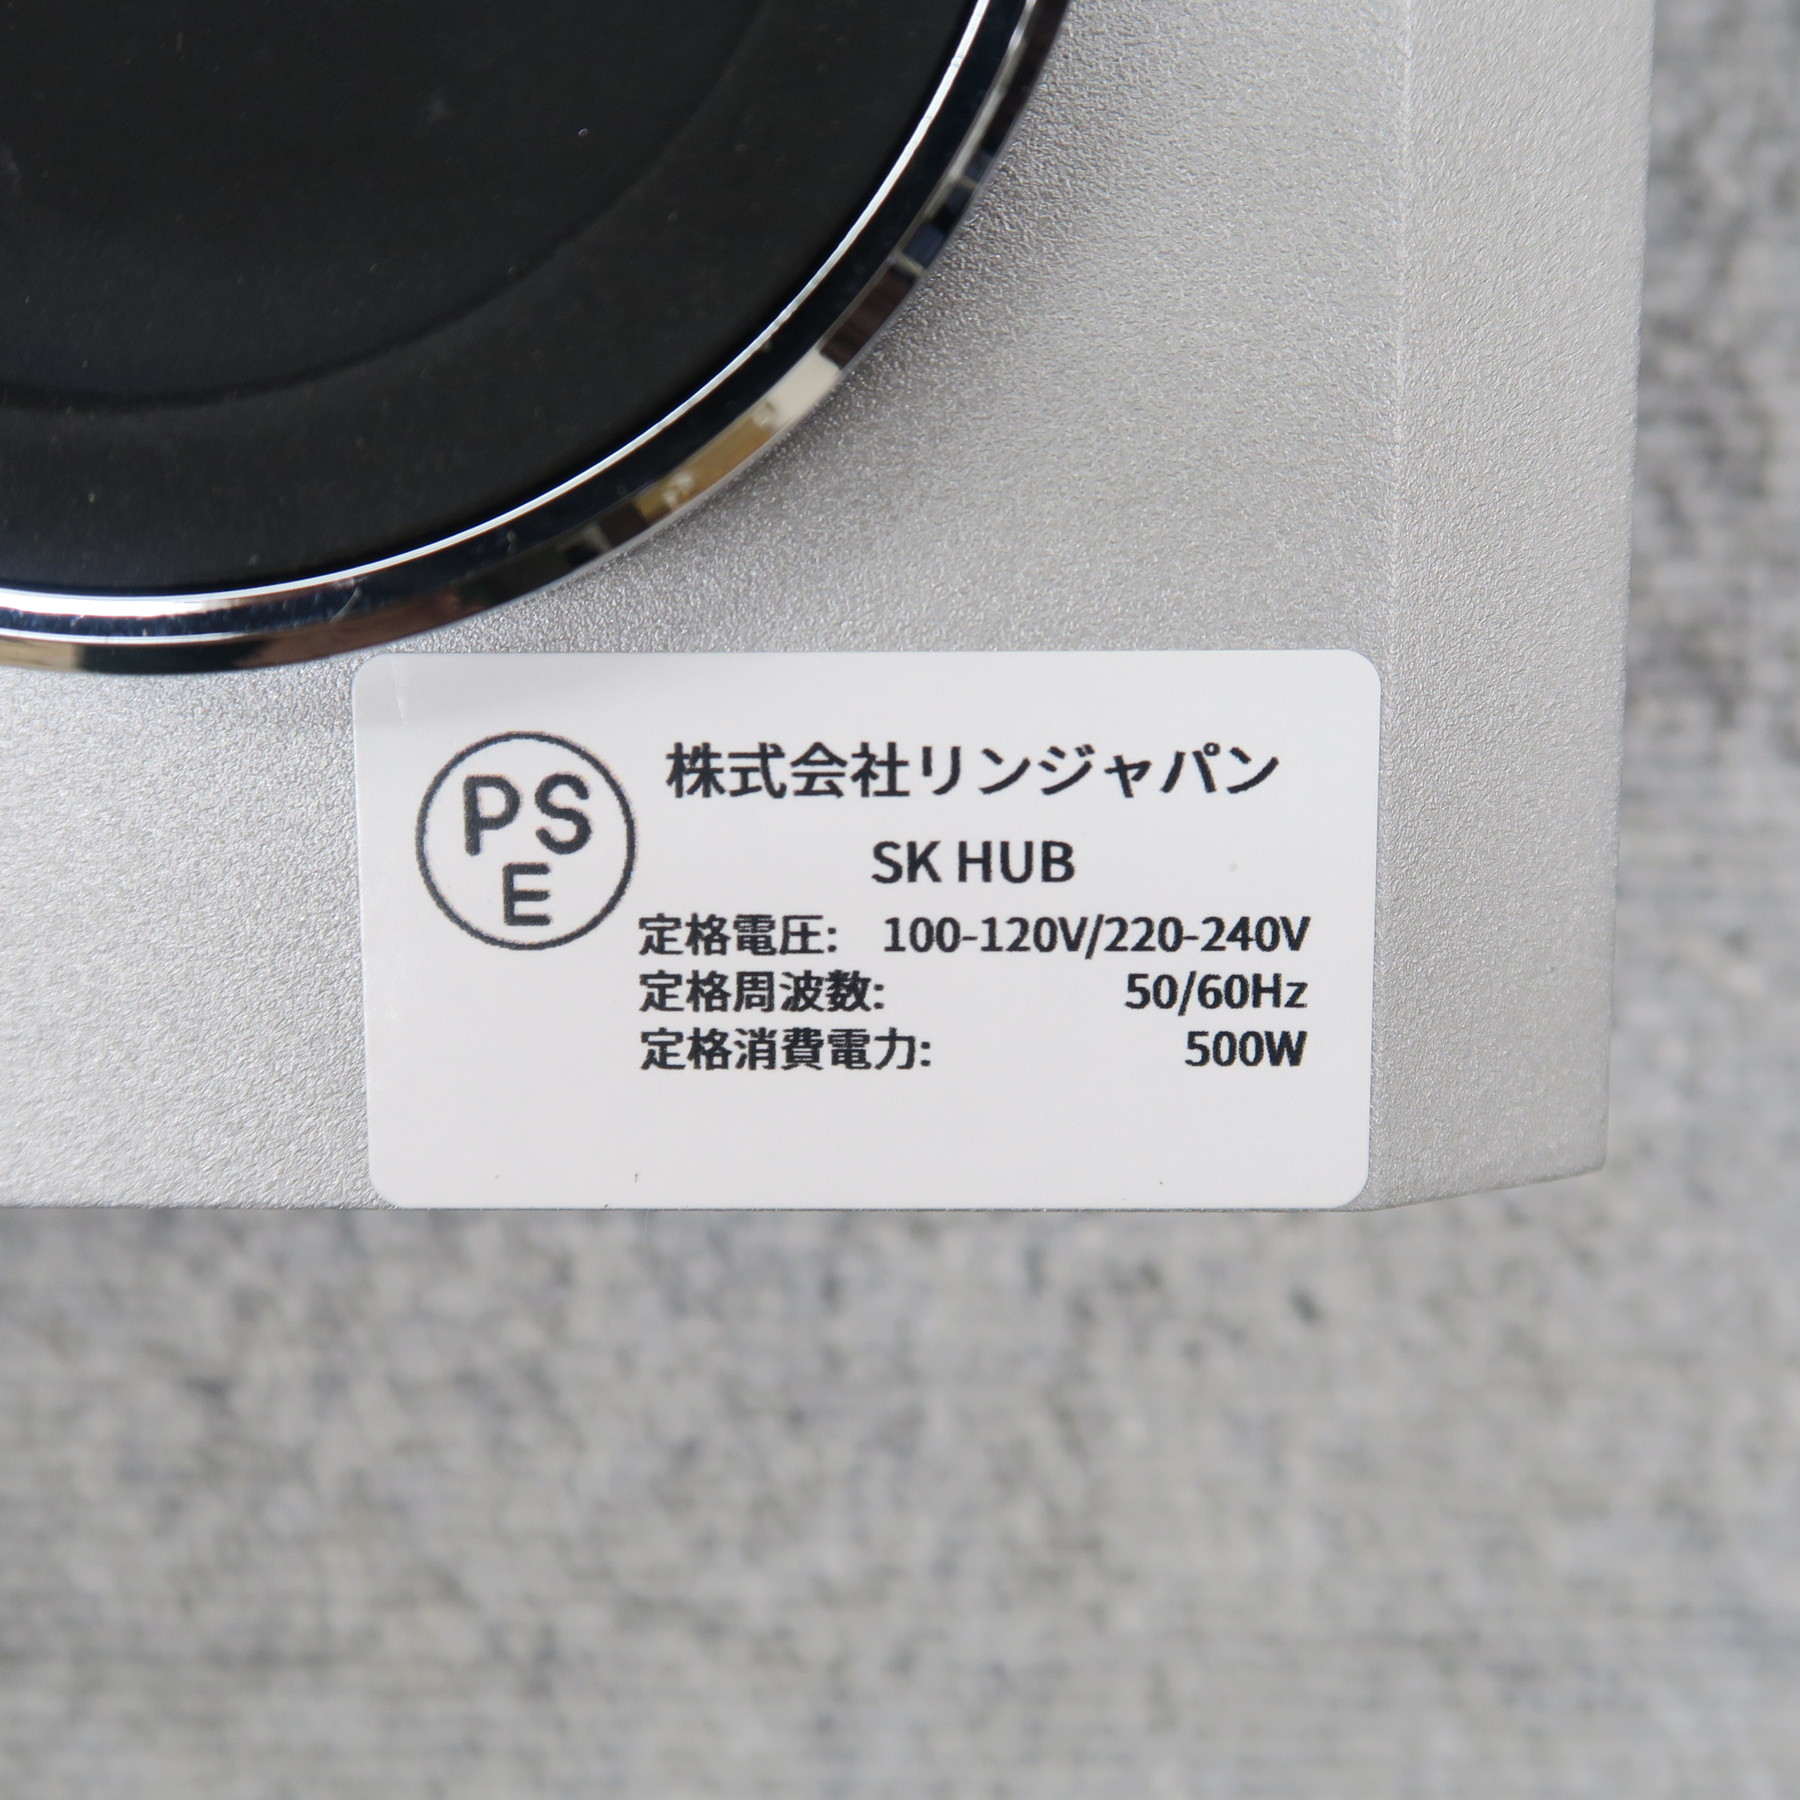 PS
E
株式会社リンジャパン
SK HUB
定格電圧: 100-120V/220-240V
定格周波数: 50/60Hz
定格消費電力: 500W